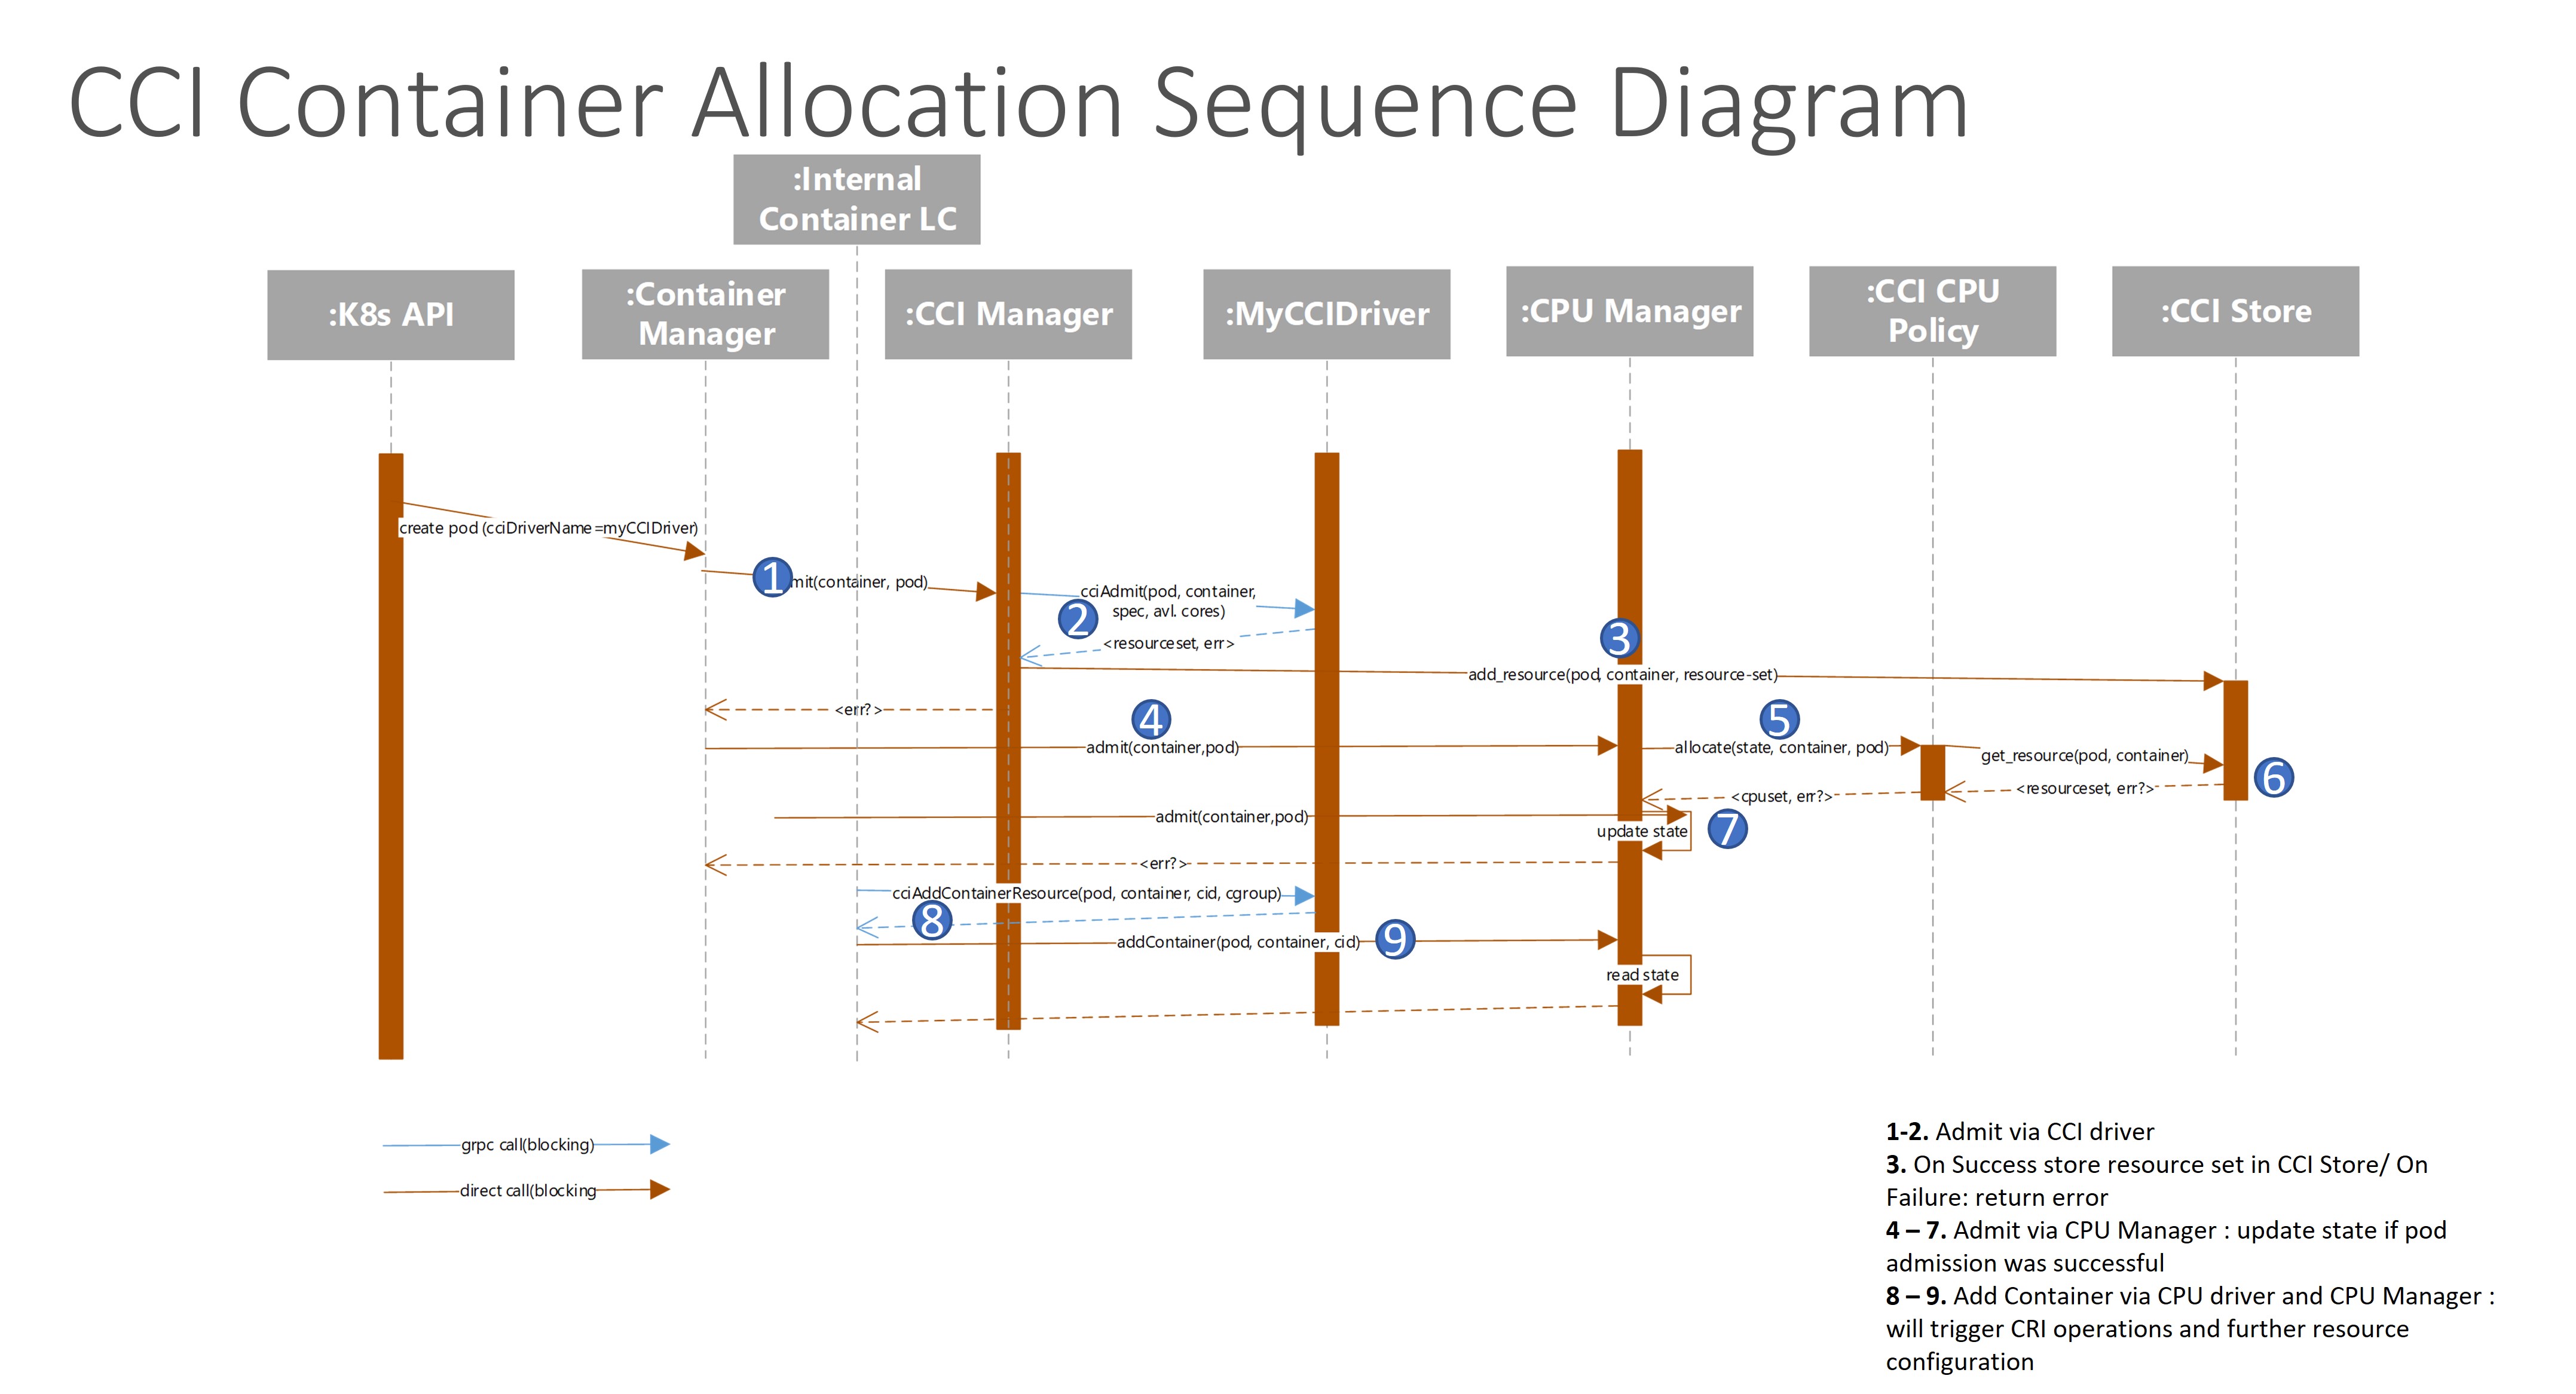 CCI Container Allocation Sequence Diagram
:Internal
Container LC
:K8s API
:Container
Manager
:CCI Manager
:MyCCIDriver
:CPU Manager
:CCI CPU
Policy
:CCI Store
create pod (cciDriverName=myCCIDriver)
1
mit(container, pod)
cciAdmit(pod, container,
spec, avl. cores)
2
<resourceset, err>
3
add_resource(pod, container, resource-set)
<err?>
4
5
admit(container,pod)
allocate(state, container, pod)
get_resource(pod, container)
6
<resourceset, err?>
<cpuset, err?>
admit(container,pod)
update state
7
<err?>
cciAddContainerResource(pod, container, cid, cgroup)
8
addContainer(pod, container, cid)
9
read state
grpc call(blocking)
direct call(blocking
1-2. Admit via CCI driver
3. On Success store resource set in CCI Store/ On
Failure: return error
4 – 7. Admit via CPU Manager : update state if pod
admission was successful
8 – 9. Add Container via CPU driver and CPU Manager :
will trigger CRI operations and further resource
configuration